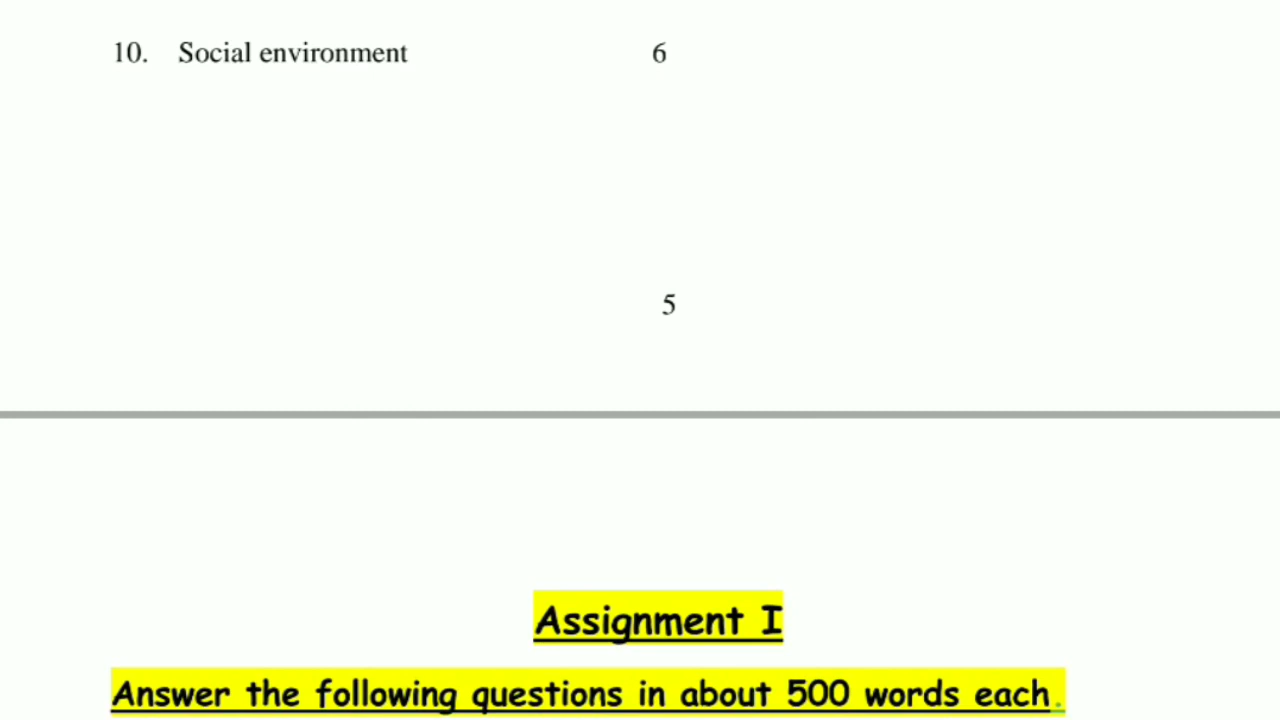 10. Social environment 6
5
Assignment I
Answer the following questions in about 500 words each.